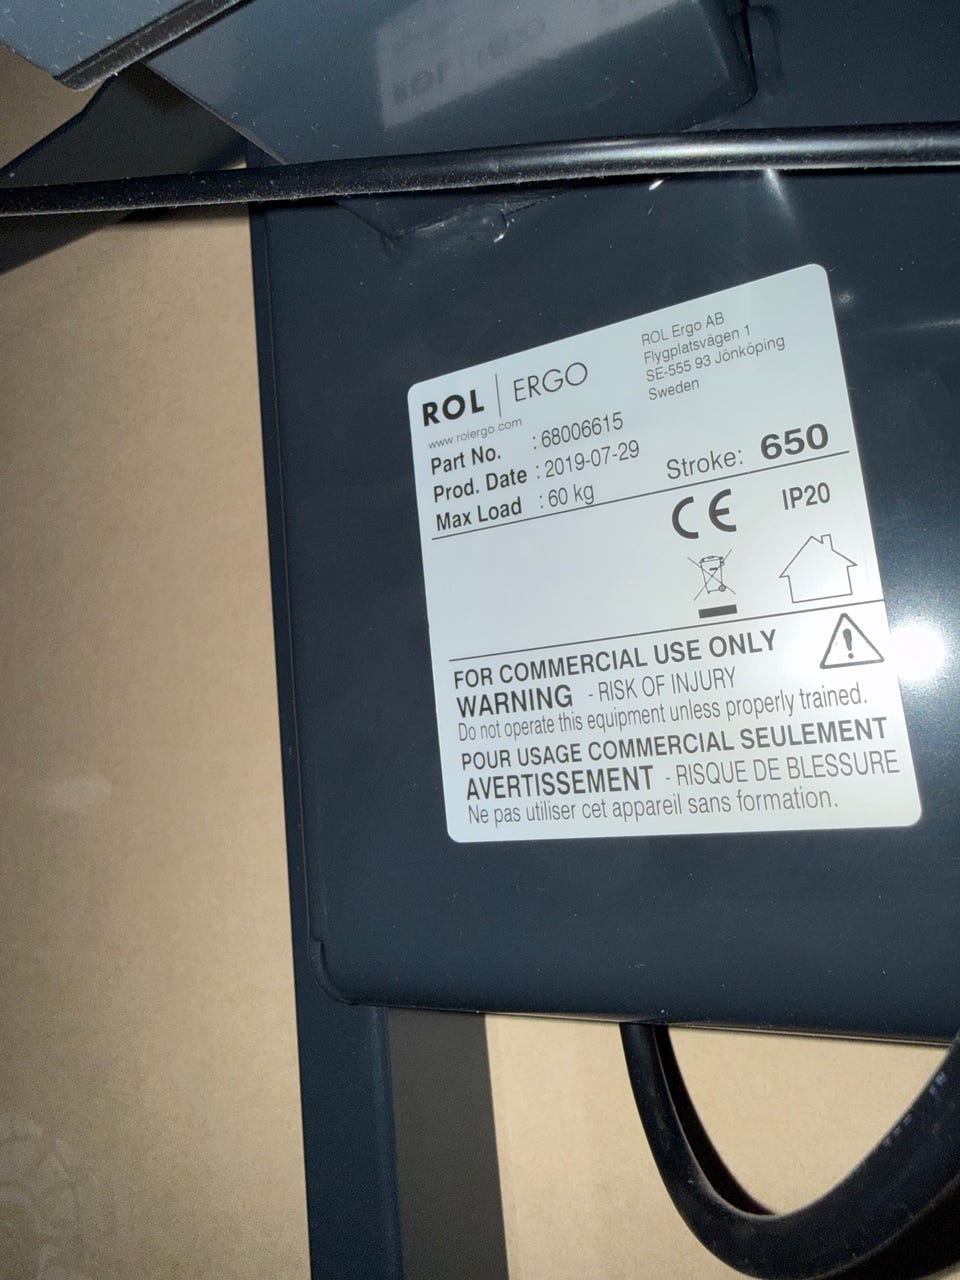 ROL | ERGO
www.rolergo.com
ROL Ergo AB
Flygplatsvägen 1
SE-555 93 Jönköping
Sweden
Part No. : 68006615
Prod. Date : 2019-07-29
Max Load : 60 kg
Stroke: 650
CE IP20
FOR COMMERCIAL USE ONLY
WARNING - RISK OF INJURY
Do not operate this equipment unless properly trained.
POUR USAGE COMMERCIAL SEULEMENT
AVERTISSEMENT - RISQUE DE BLESSURE
Ne pas utiliser cet appareil sans formation.